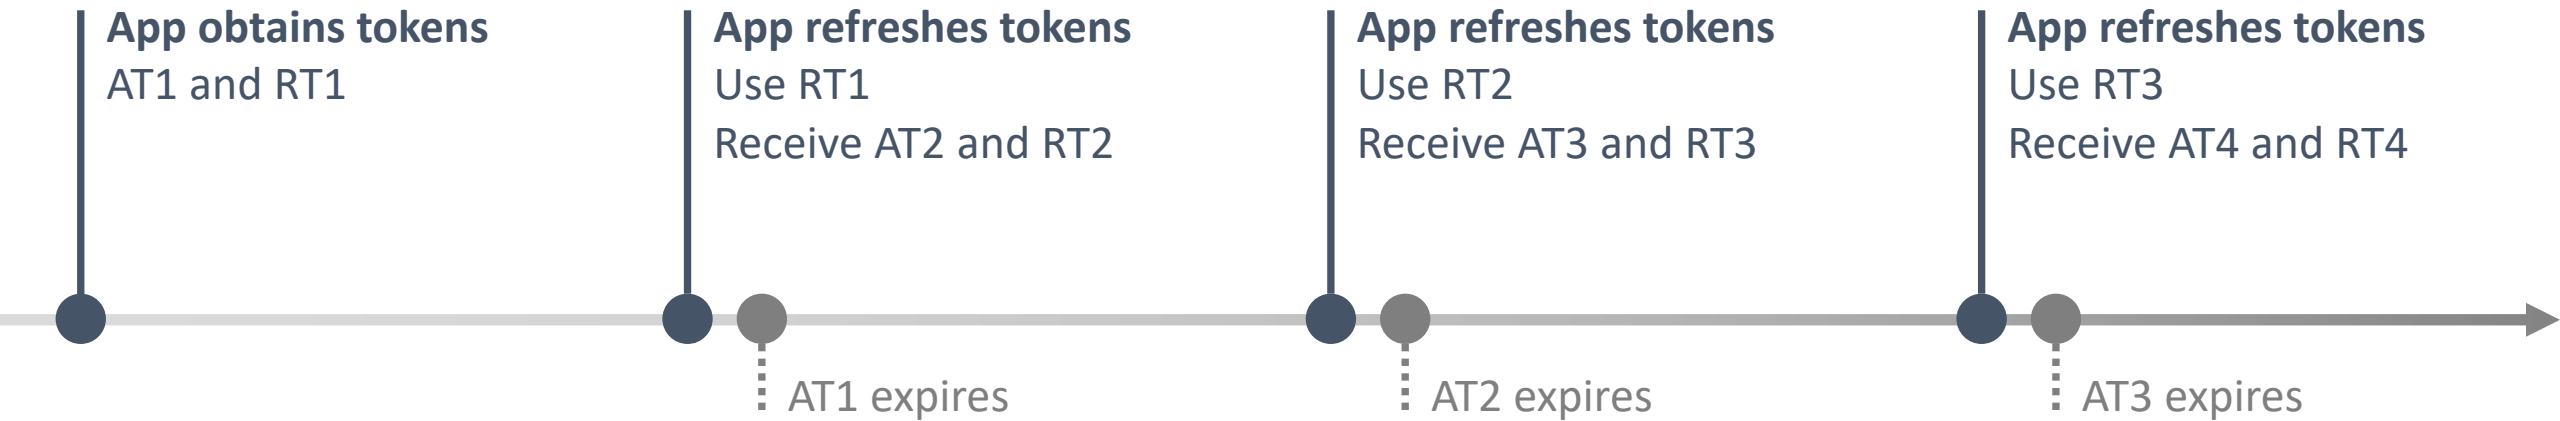 App obtains tokens
AT1 and RT1
App refreshes tokens
Use RT1
Receive AT2 and RT2
App refreshes tokens
Use RT2
Receive AT3 and RT3
App refreshes tokens
Use RT3
Receive AT4 and RT4
AT1 expires
AT2 expires
AT3 expires